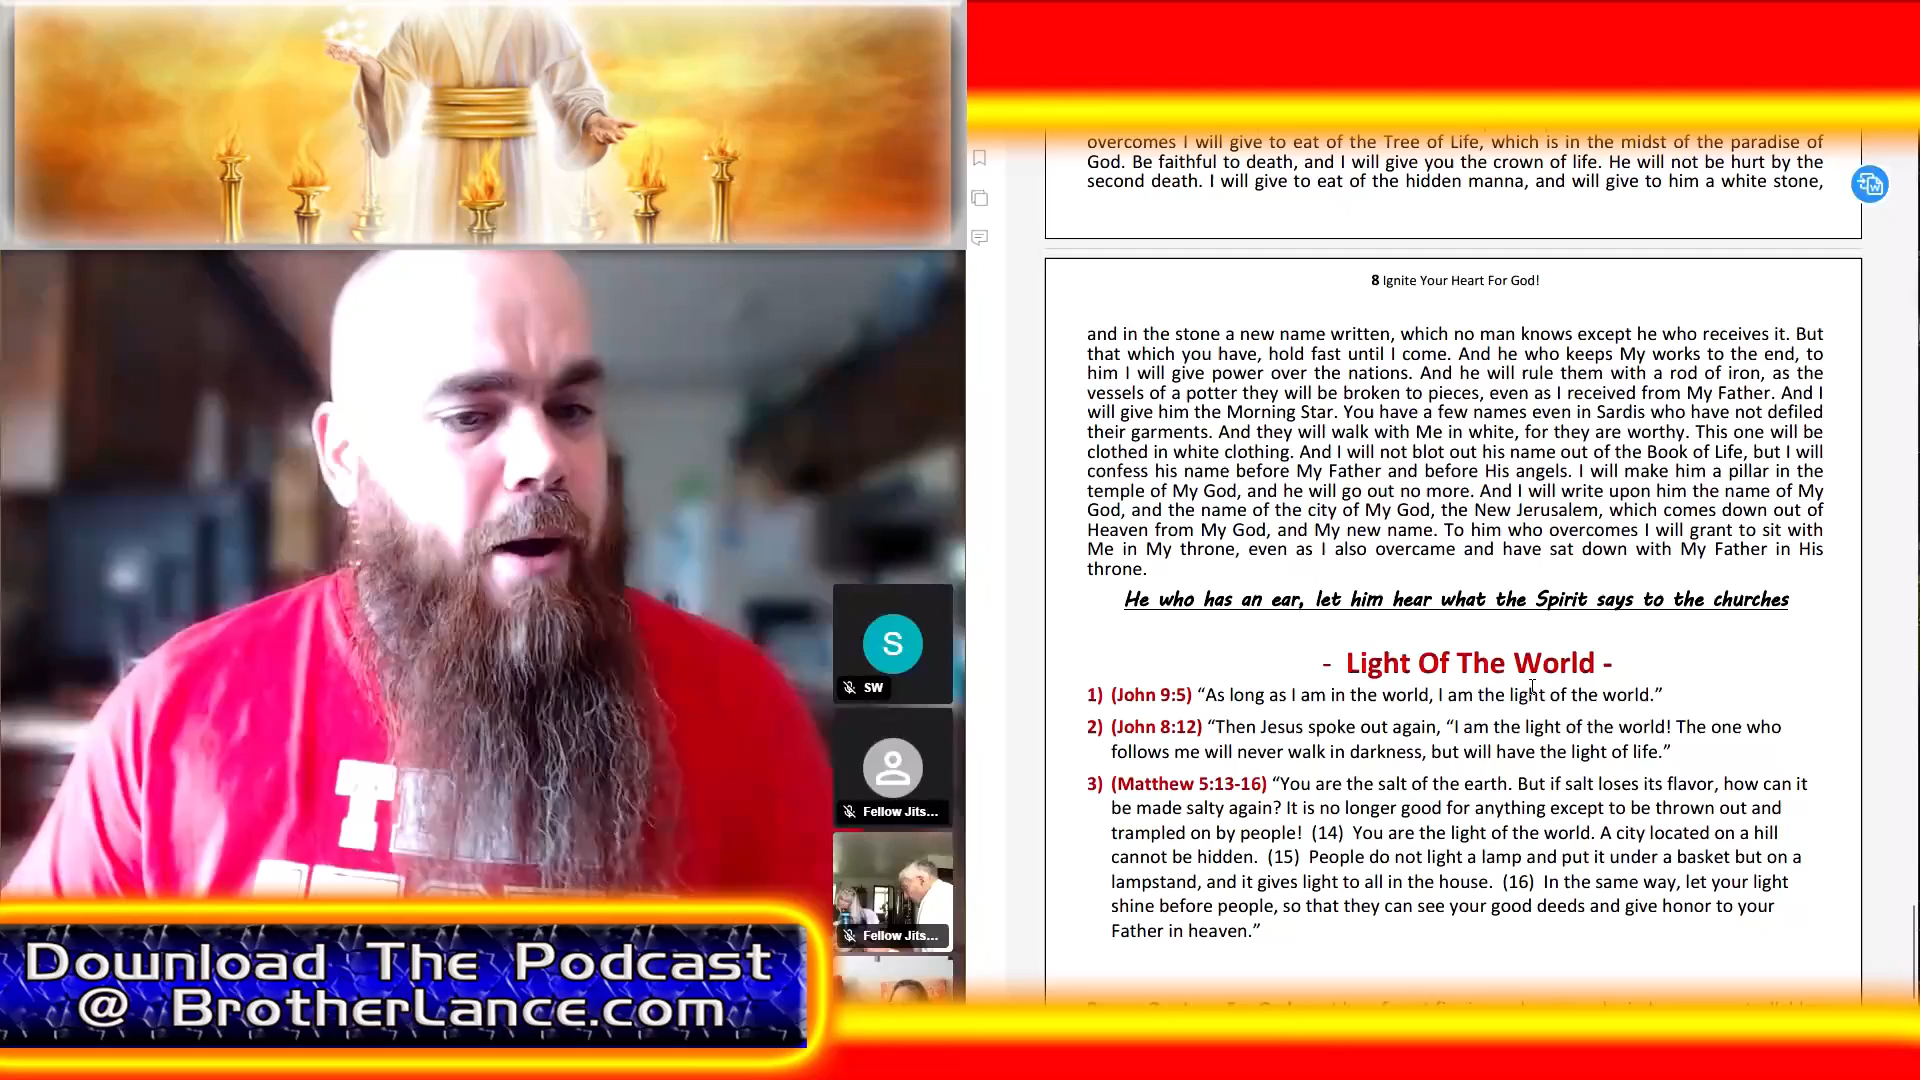 overcomes I will give to eat of the Tree of Life, which is in the midst of the paradise of
God. Be faithful to death, and I will give you the crown of life. He will not be hurt by the
second death. I will give to eat of the hidden manna, and will give to him a white stone,
8 Ignite Your Heart For God!
and in the stone a new name written, which no man knows except he who receives it. But
that which you have, hold fast until I come. And he who keeps My works to the end, to
him I will give power over the nations. And he will rule them with a rod of iron, as the
vessels of a potter they will be broken to pieces, even as I received from My Father. And I
will give him the Morning Star. You have a few names even in Sardis who have not defiled
their garments. And they will walk with Me in white, for they are worthy. This one will be
clothed in white clothing. And I will not blot out his name out of the Book of Life, but I will
confess his name before My Father and before His angels. I will make him a pillar in the
temple of My God, and he will go out no more. And I will write upon him the name of My
God, and the name of the city of My God, the New Jerusalem, which comes down out of
Heaven from My God, and My new name. To him who overcomes I will grant to sit with
Me in My throne, even as I also overcame and have sat down with My Father in His
throne.
He who has an ear, let him hear what the Spirit says to the churches
- Light Of The World -
1) (John 9:5) “As long as I am in the world, I am the light of the world.”
2) (John 8:12) “Then Jesus spoke out again, “I am the light of the world! The one who
follows me will never walk in darkness, but will have the light of life.”
3) (Matthew 5:13-16) “You are the salt of the earth. But if salt loses its flavor, how can it
be made salty again? It is no longer good for anything except to be thrown out and
trampled on by people! (14) You are the light of the world. A city located on a hill
cannot be hidden. (15) People do not light a lamp and put it under a basket but on a
lampstand, and it gives light to all in the house. (16) In the same way, let your light
shine before people, so that they can see your good deeds and give honor to your
Father in heaven.”
S
SW
Fellow Jits...
Fellow Jits...
Download The Podcast
@ BrotherLance.com